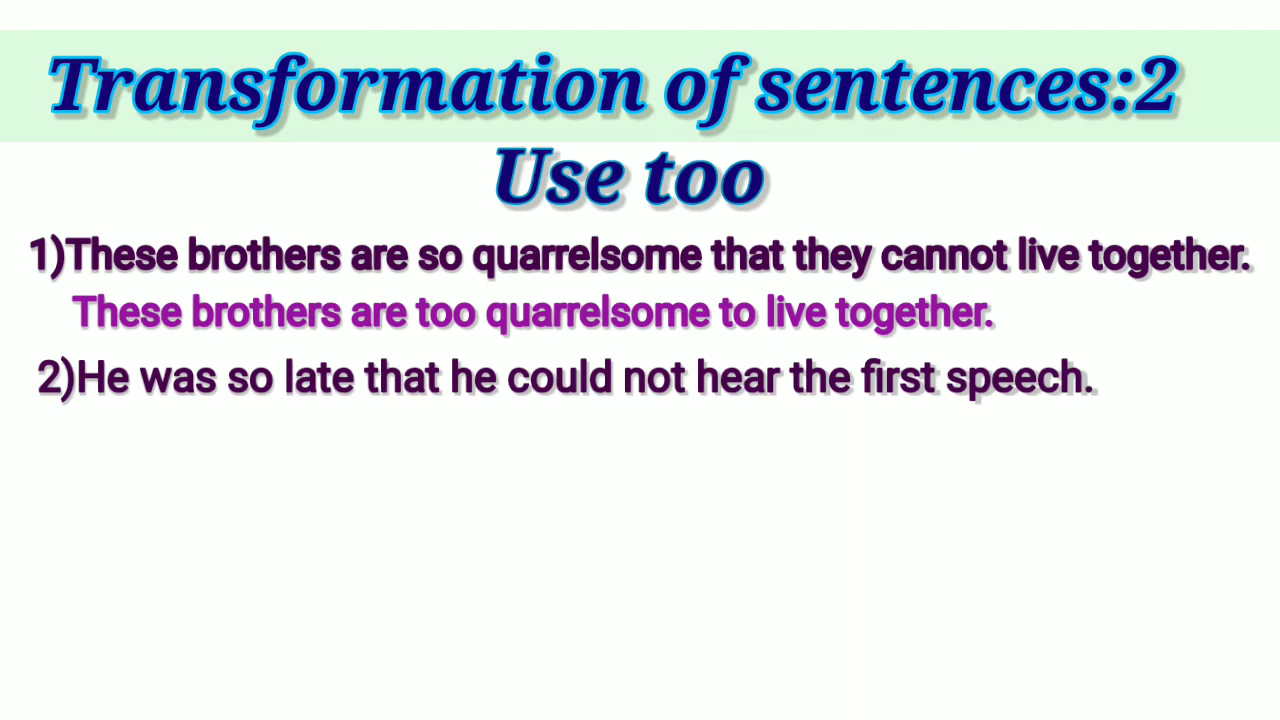 Transformation of sentences:2
Use too
1)These brothers are so quarrelsome that they cannot live together.
These brothers are too quarrelsome to live together.
2)He was so late that he could not hear the first speech.